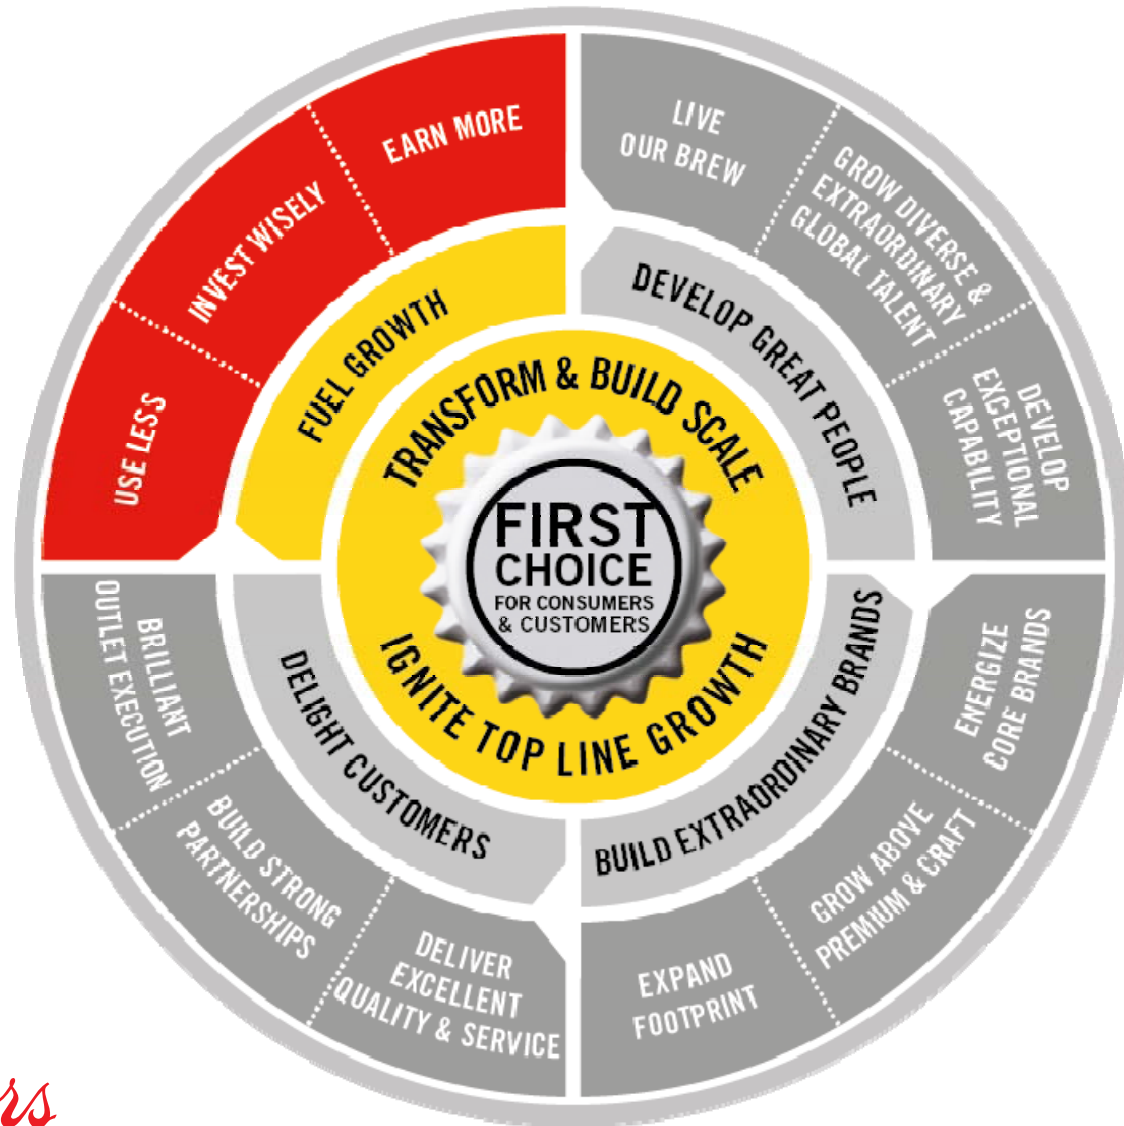 FIRST
CHOICE
FOR CONSUMERS
& CUSTOMERS
TRANSFORM & BUILD SCALE
IGNITE TOP LINE GROWTH
FUEL GROWTH
USE LESS
INVEST WISELY
EARN MORE
DEVELOP GREAT PEOPLE
LIVE
OUR BREW
GROW DIVERSE &
EXTRAORDINARY
GLOBAL TALENT
DEVELOP
EXCEPTIONAL
CAPABILITY
BUILD EXTRAORDINARY BRANDS
ENERGIZE
CORE BRANDS
GROW ABOVE
PREMIUM & CRAFT
EXPAND
FOOTPRINT
DELIGHT CUSTOMERS
DELIVER
EXCELLENT
QUALITY & SERVICE
BUILD STRONG
PARTNERSHIPS
BRILLIANT
OUTLET EXECUTION
rs